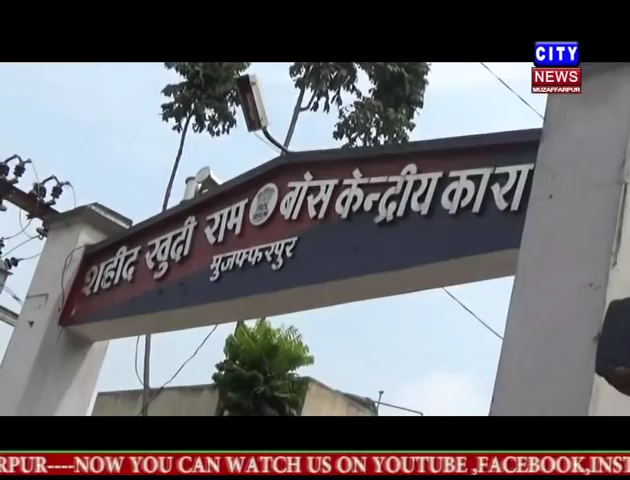 CITY
NEWS
MUZAFFARPUR
शहीद खुदी राम बोस केन्द्रीय कारा
मुजफ्फरपुर
RPUR----NOW YOU CAN WATCH US ON YOUTUBE ,FACEBOOK,INST